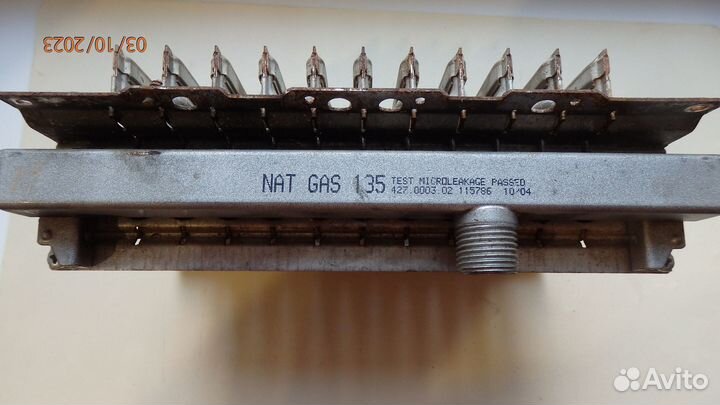 03/10/2023
NAT GAS 135
TEST MICROLEAKAGE PASSED
427.0003.02 115786 10/04
Avito